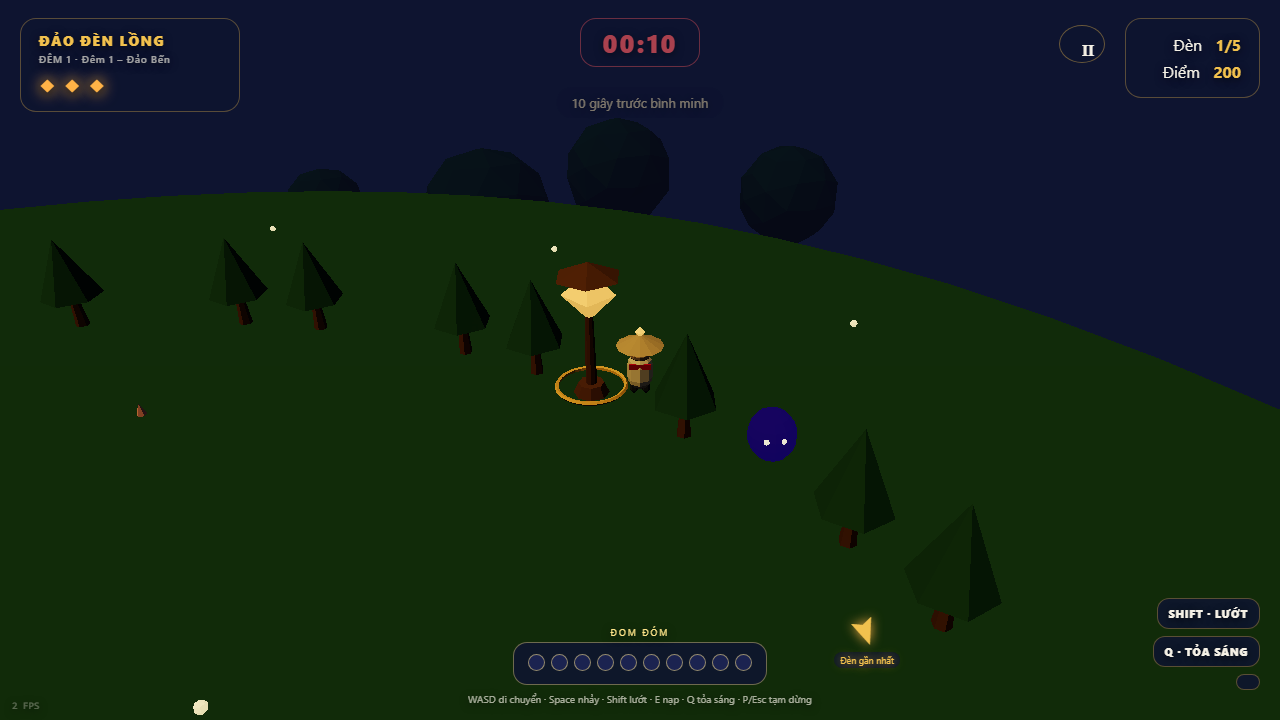 ĐẢO ĐÈN LỒNG
ĐÊM 1 · Đêm 1 – Đảo Bến
00:10
10 giây trước bình minh
II
Đèn 1/5
Điểm 200
ĐOM ĐÓM
Đèn gần nhất
SHIFT · LƯỚT
Q · TỎA SÁNG
WASD di chuyển · Space nhảy · Shift lướt · E nạp · Q tỏa sáng · P/Esc tạm dừng
2 FPS